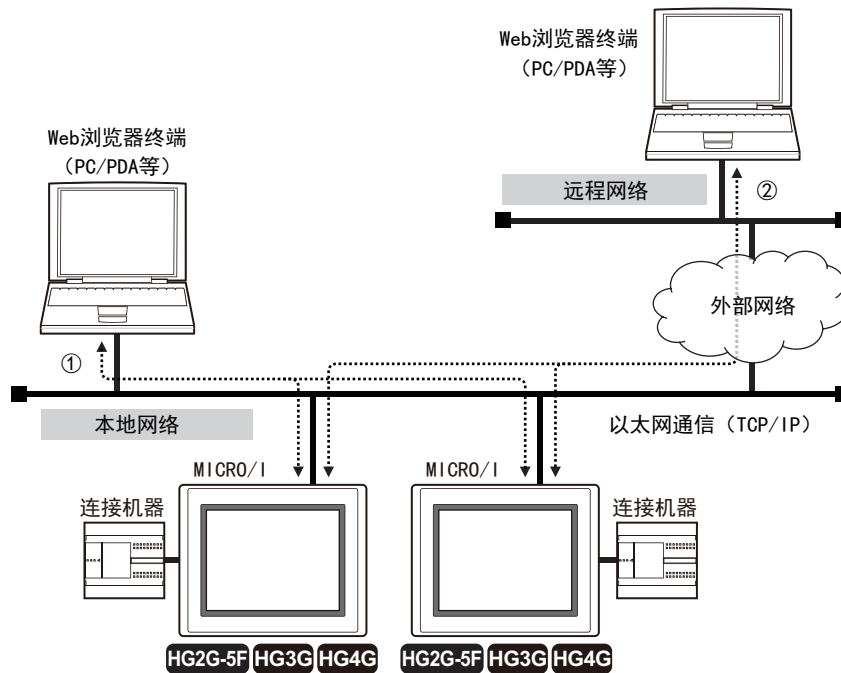 Web浏览器终端
（PC/PDA等）
Web浏览器终端
（PC/PDA等）
远程网络
②
外部网络
①
本地网络
以太网通信（TCP/IP）
MICRO/I
MICRO/I
连接机器
连接机器
HG2G-5F HG3G HG4G
HG2G-5F HG3G HG4G